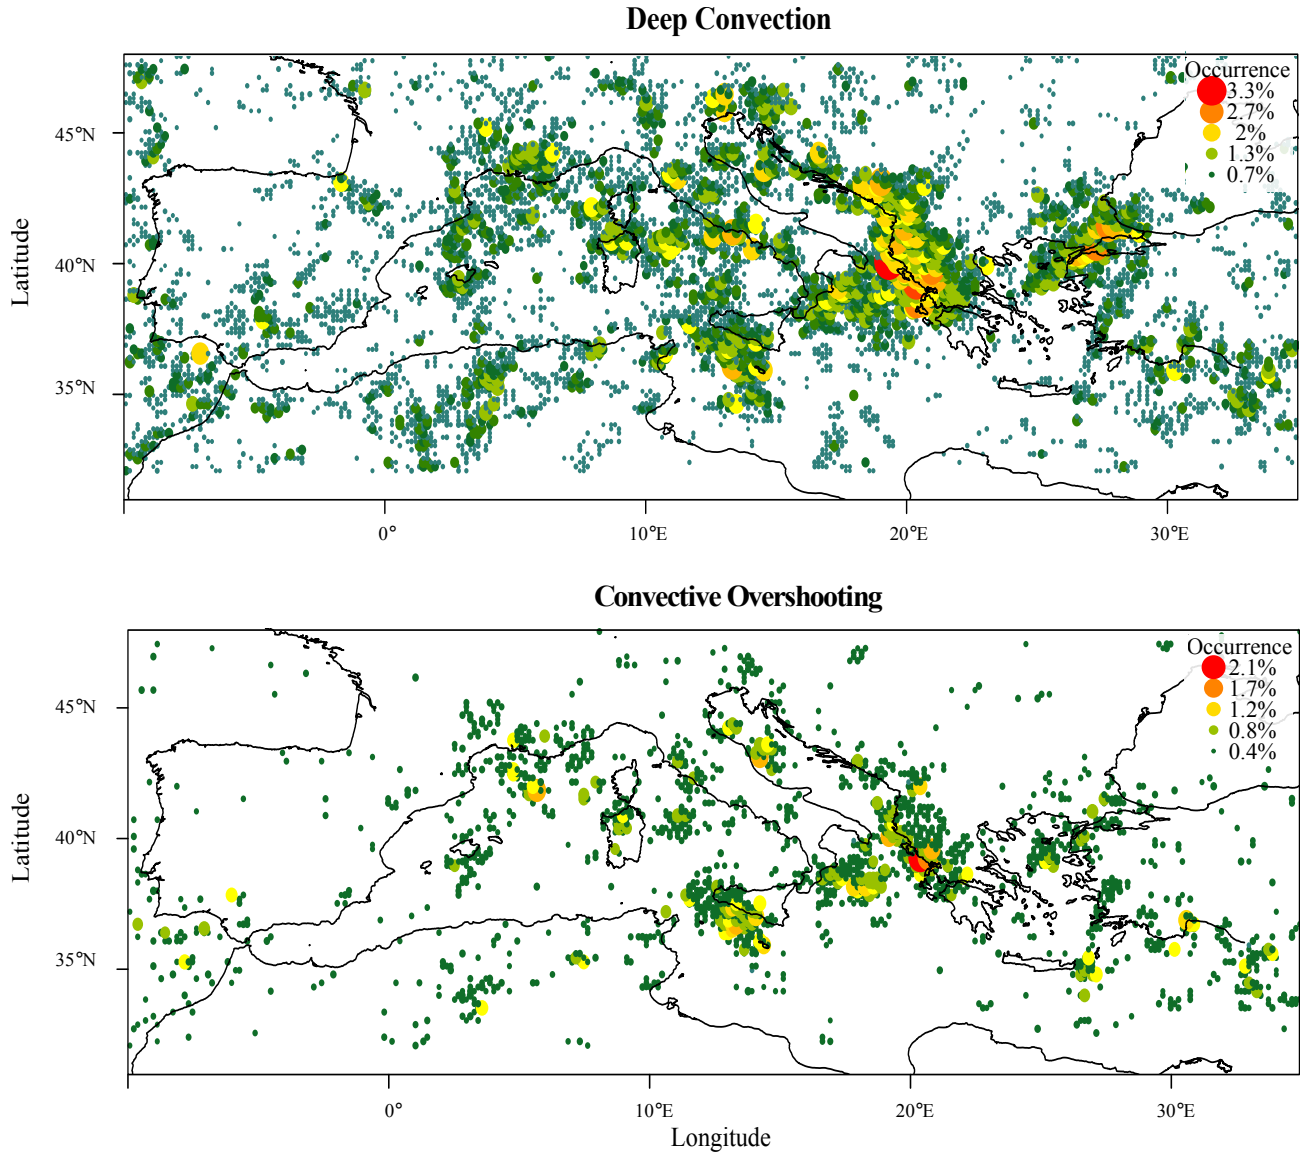 Deep Convection
Occurrence
3.3%
2.7%
2%
1.3%
0.7%
45°N
40°N
35°N
Latitude
0°
10°E
20°E
30°E
Convective Overshooting
Occurrence
2.1%
1.7%
1.2%
0.8%
0.4%
45°N
40°N
35°N
Latitude
0°
10°E
20°E
30°E
Longitude